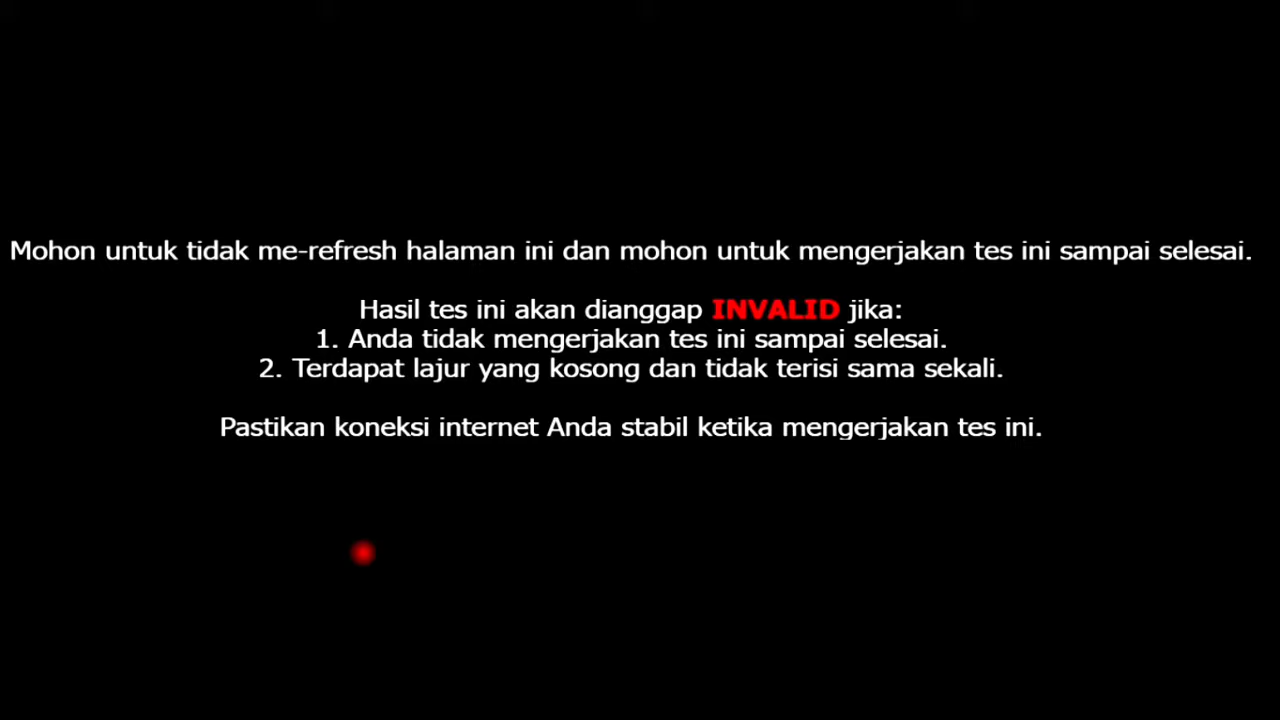 Mohon untuk tidak me-refresh halaman ini dan mohon untuk mengerjakan tes ini sampai selesai.
Hasil tes ini akan dianggap INVALID jika:
1. Anda tidak mengerjakan tes ini sampai selesai.
2. Terdapat lajur yang kosong dan tidak terisi sama sekali.
Pastikan koneksi internet Anda stabil ketika mengerjakan tes ini.